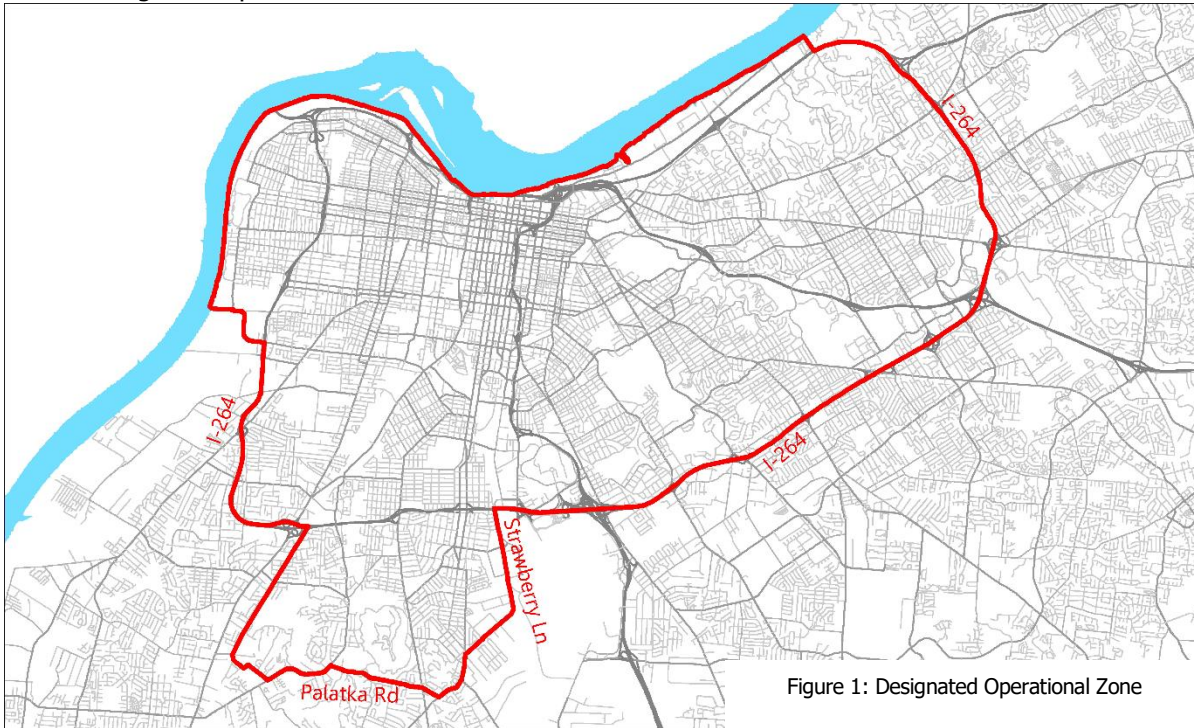 I-264
I-264
I-264
Strawberry Ln
Palatka Rd
Figure 1: Designated Operational Zone